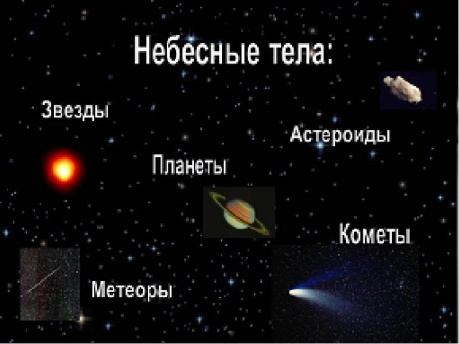 Небесные тела:
Звезды
Астероиды
Планеты
Кометы
Метеоры